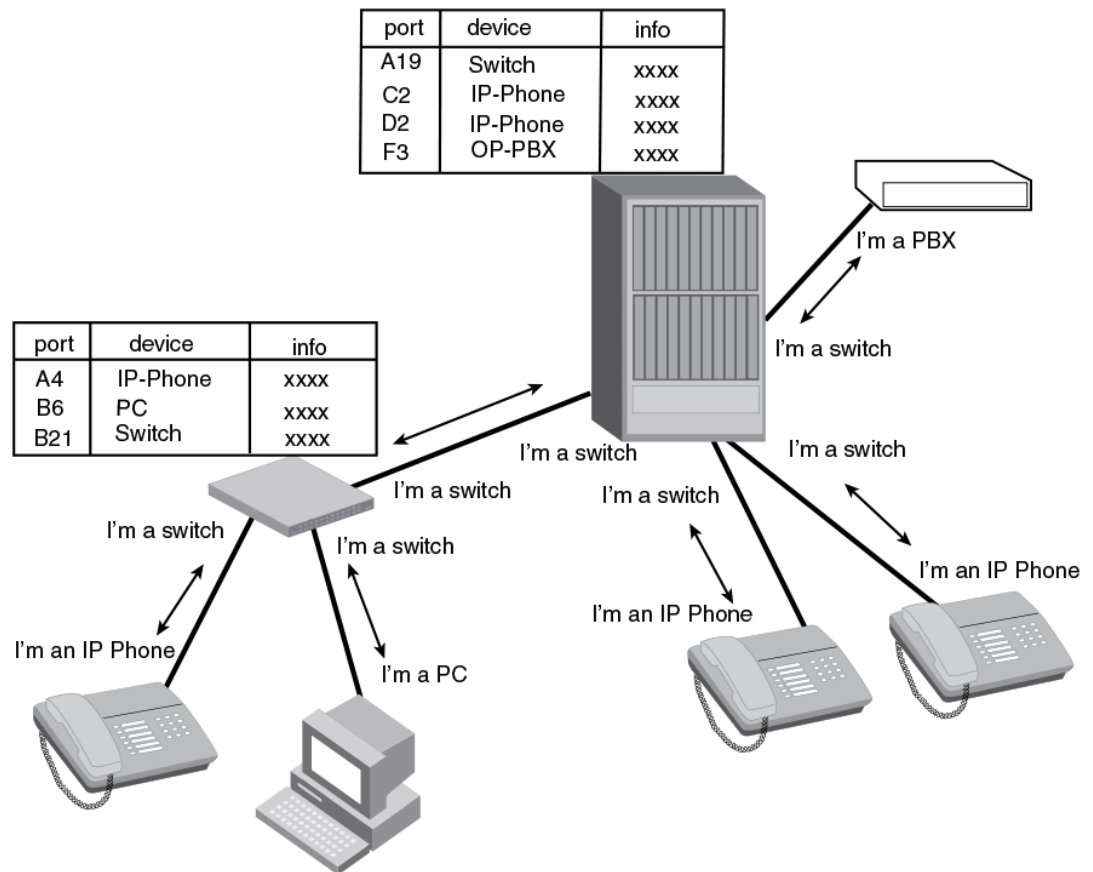 port device info
A19 Switch xxxx
C2 IP-Phone xxxx
D2 IP-Phone xxxx
F3 OP-PBX xxxx
I'm a PBX
I'm a switch
port device info
A4 IP-Phone xxxx
B6 PC xxxx
B21 Switch xxxx
I'm a switch
I'm a switch
I'm a switch
I'm a switch
I'm a switch
I'm a switch
I'm an IP Phone
I'm an IP Phone
I'm an IP Phone
I'm a PC